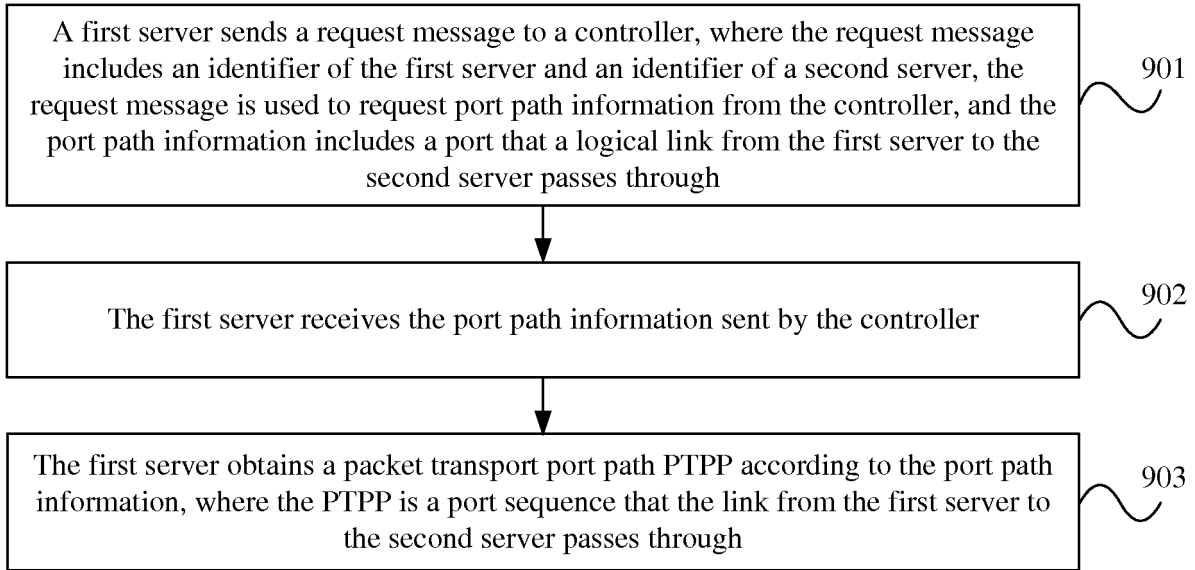 A first server sends a request message to a controller, where the request message
includes an identifier of the first server and an identifier of a second server, the
request message is used to request port path information from the controller, and the
port path information includes a port that a logical link from the first server to the
second server passes through
901
The first server receives the port path information sent by the controller
902
The first server obtains a packet transport port path PTPP according to the port path
information, where the PTPP is a port sequence that the link from the first server to
the second server passes through
903